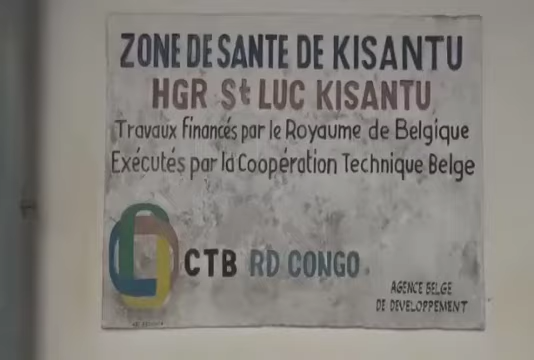 ZONE DE SANTE DE KISANTU
HGR St LUC KISANTU
Travaux financés par le Royaume de Belgique
Exécutés par la Coopération Technique Belge
CTB RD CONGO
AGENCE BELGE
DE DEVELOPPEMENT